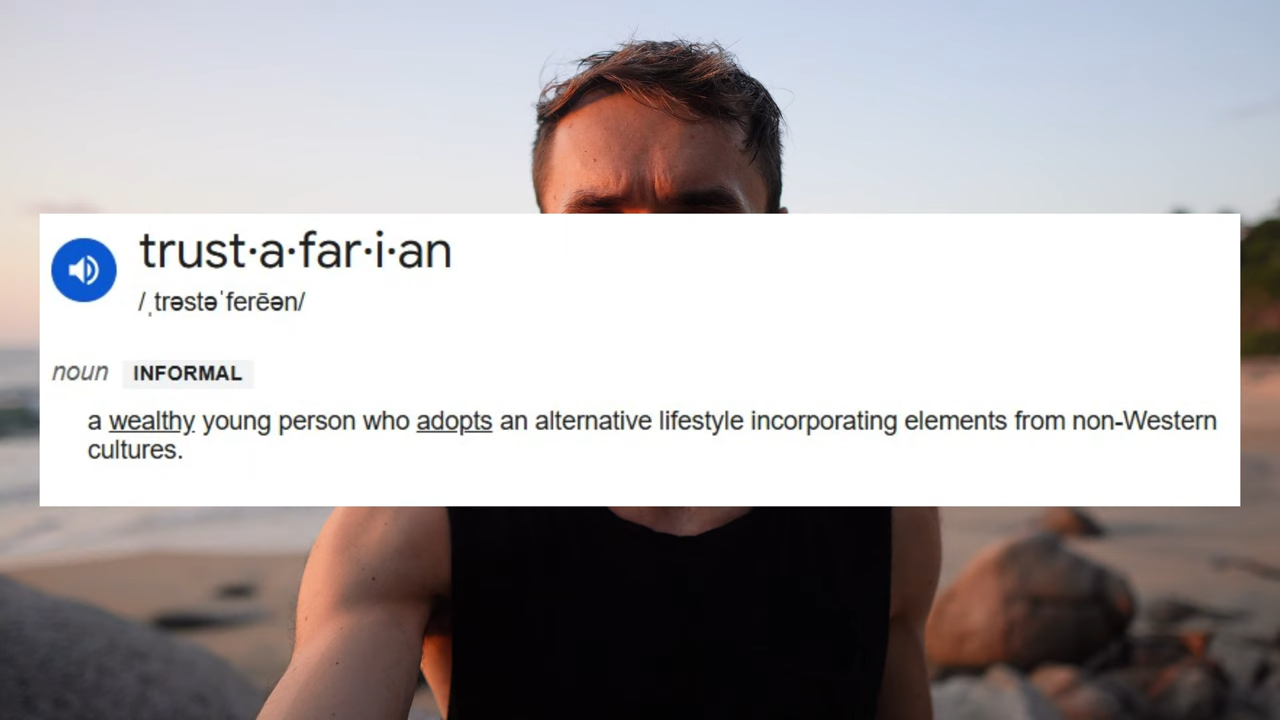 trust·a·far·i·an
/ˌtrəstəˈferēən/
noun INFORMAL
a wealthy young person who adopts an alternative lifestyle incorporating elements from non-Western
cultures.